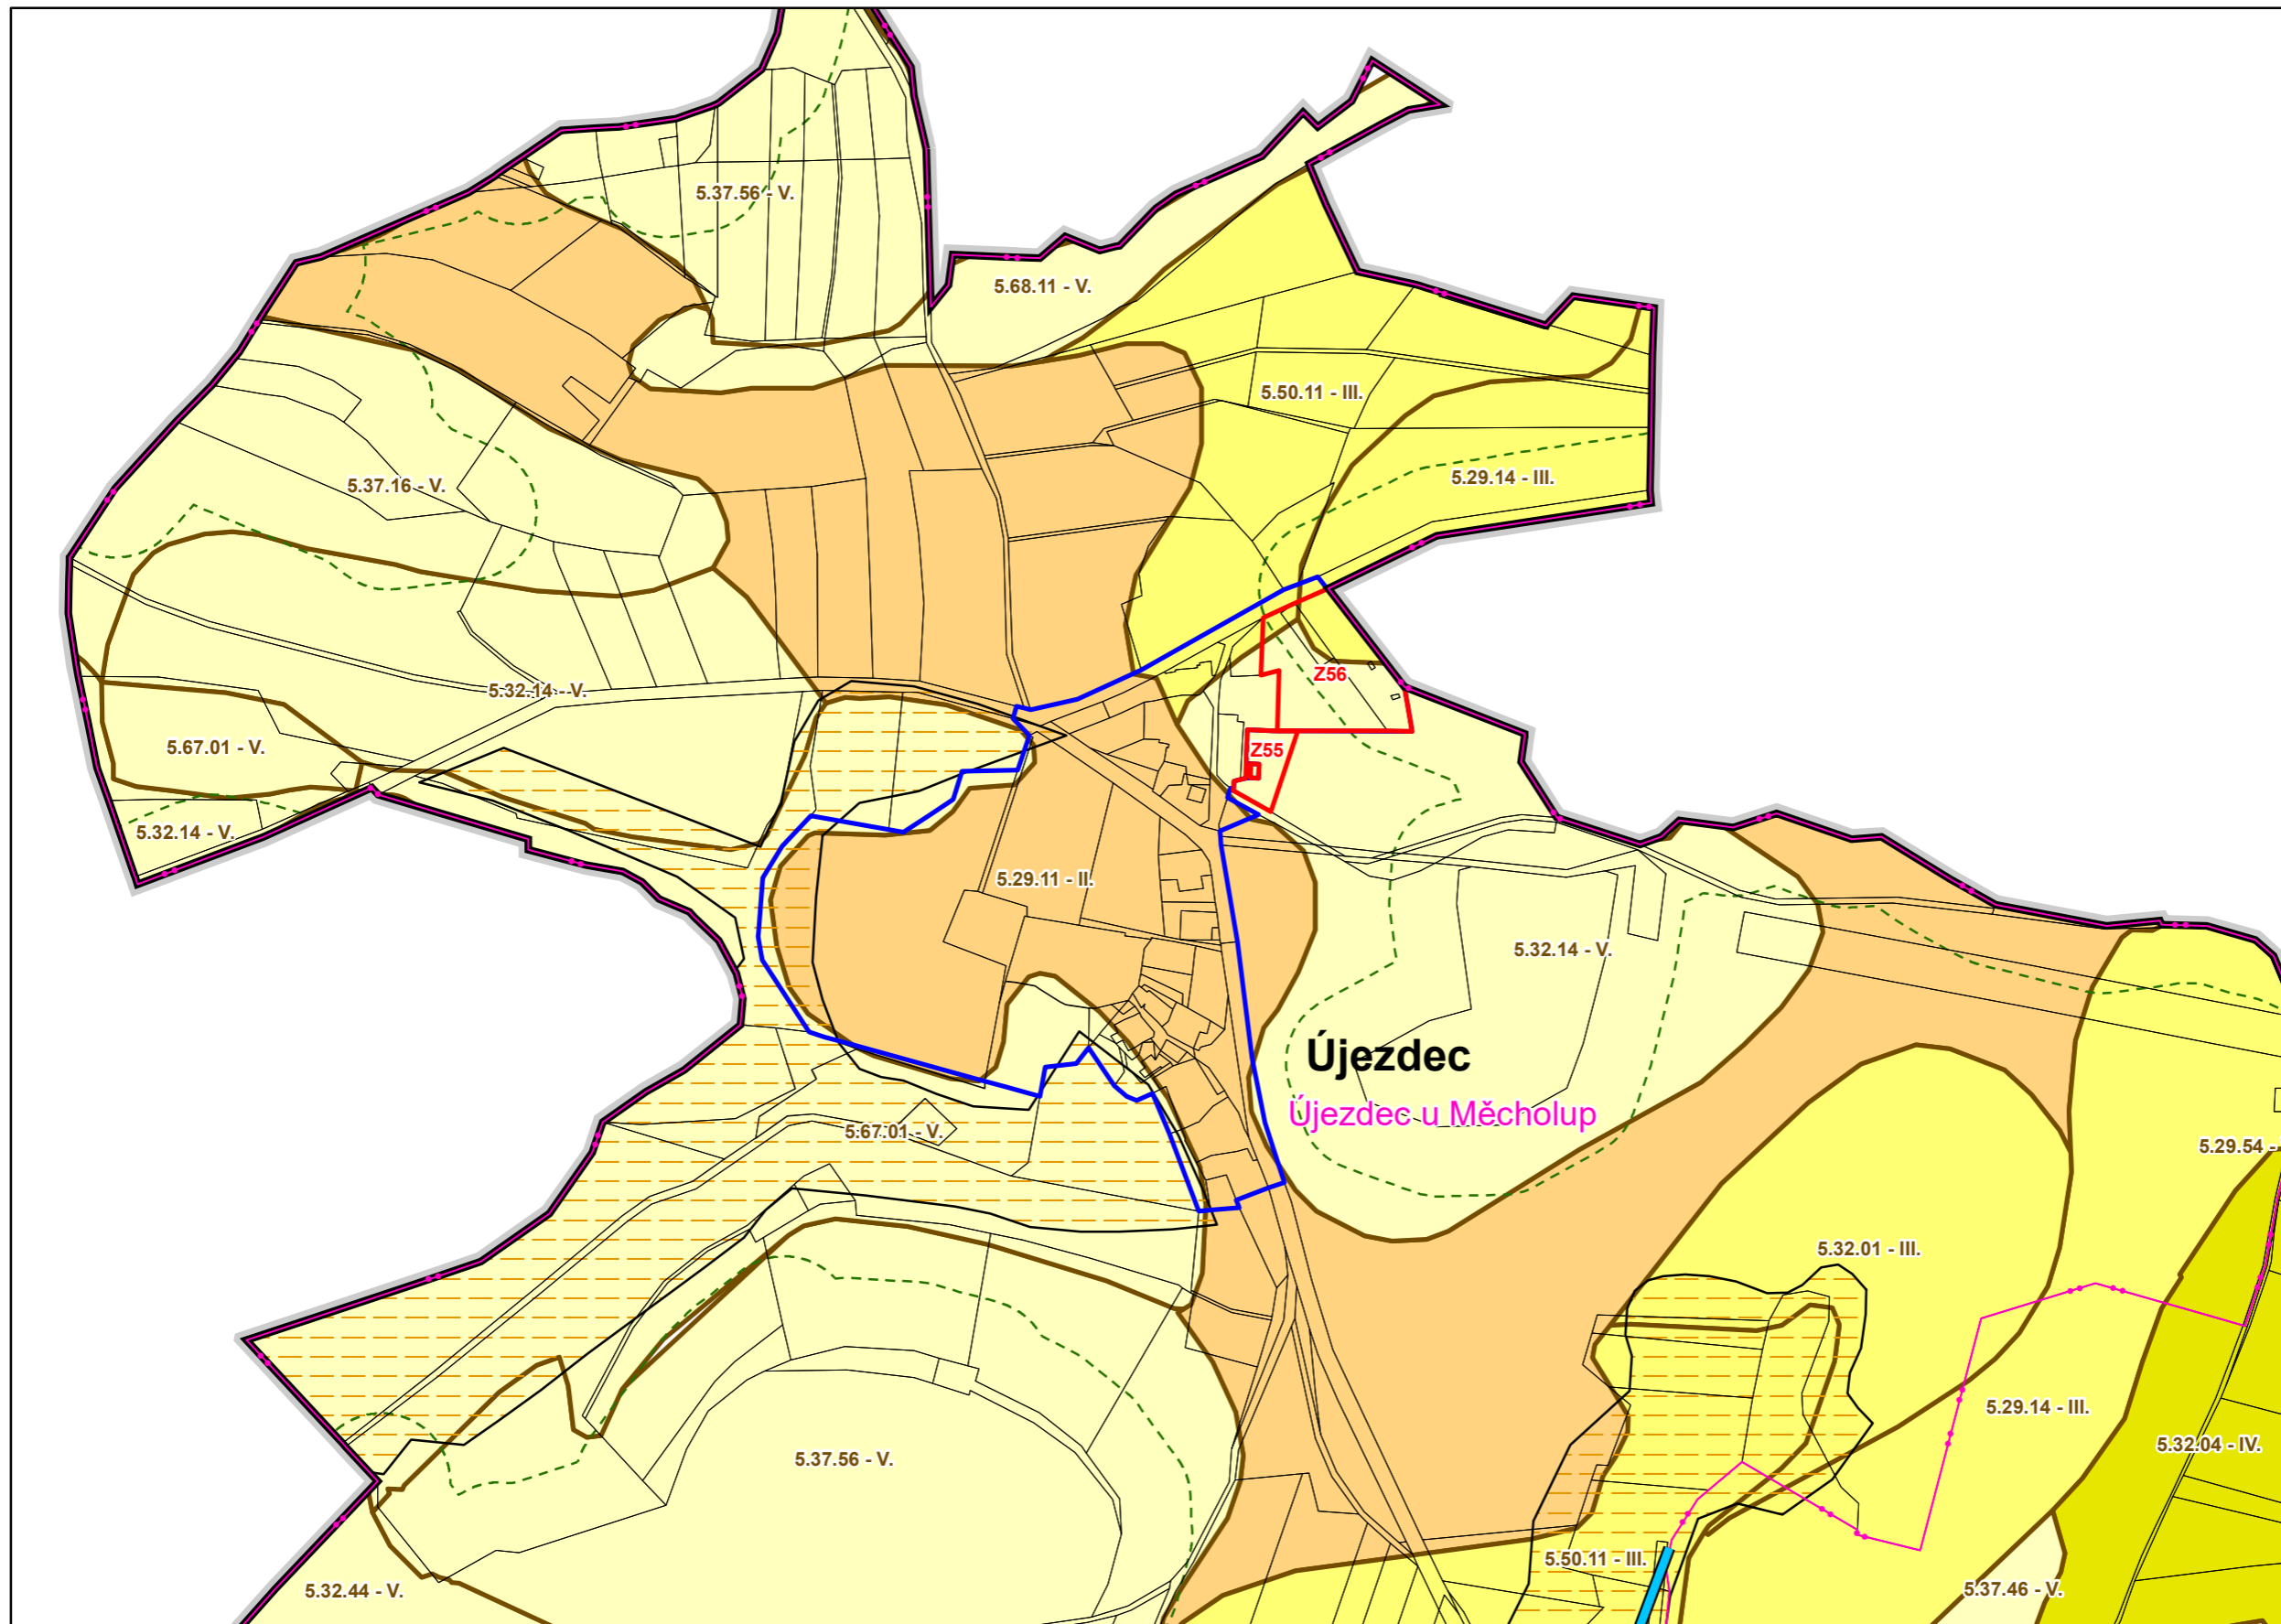 5.37.56 - V.
5.68.11 - V.
5.50.11 - III.
5.29.14 - III.
5.37.16 - V.
Z56
5.32.14 - V.
5.67.01 - V.
Z55
5.32.14 - V.
5.29.11 - II.
5.32.14 - V.
Újezdec
Újezdec u Měcholup
5.67.01 - V.
5.29.54 -
5.32.01 - III.
5.29.14 - III.
5.32.04 - IV.
5.37.56 - V.
5.50.11 - III.
5.32.44 - V.
5.37.46 - V.